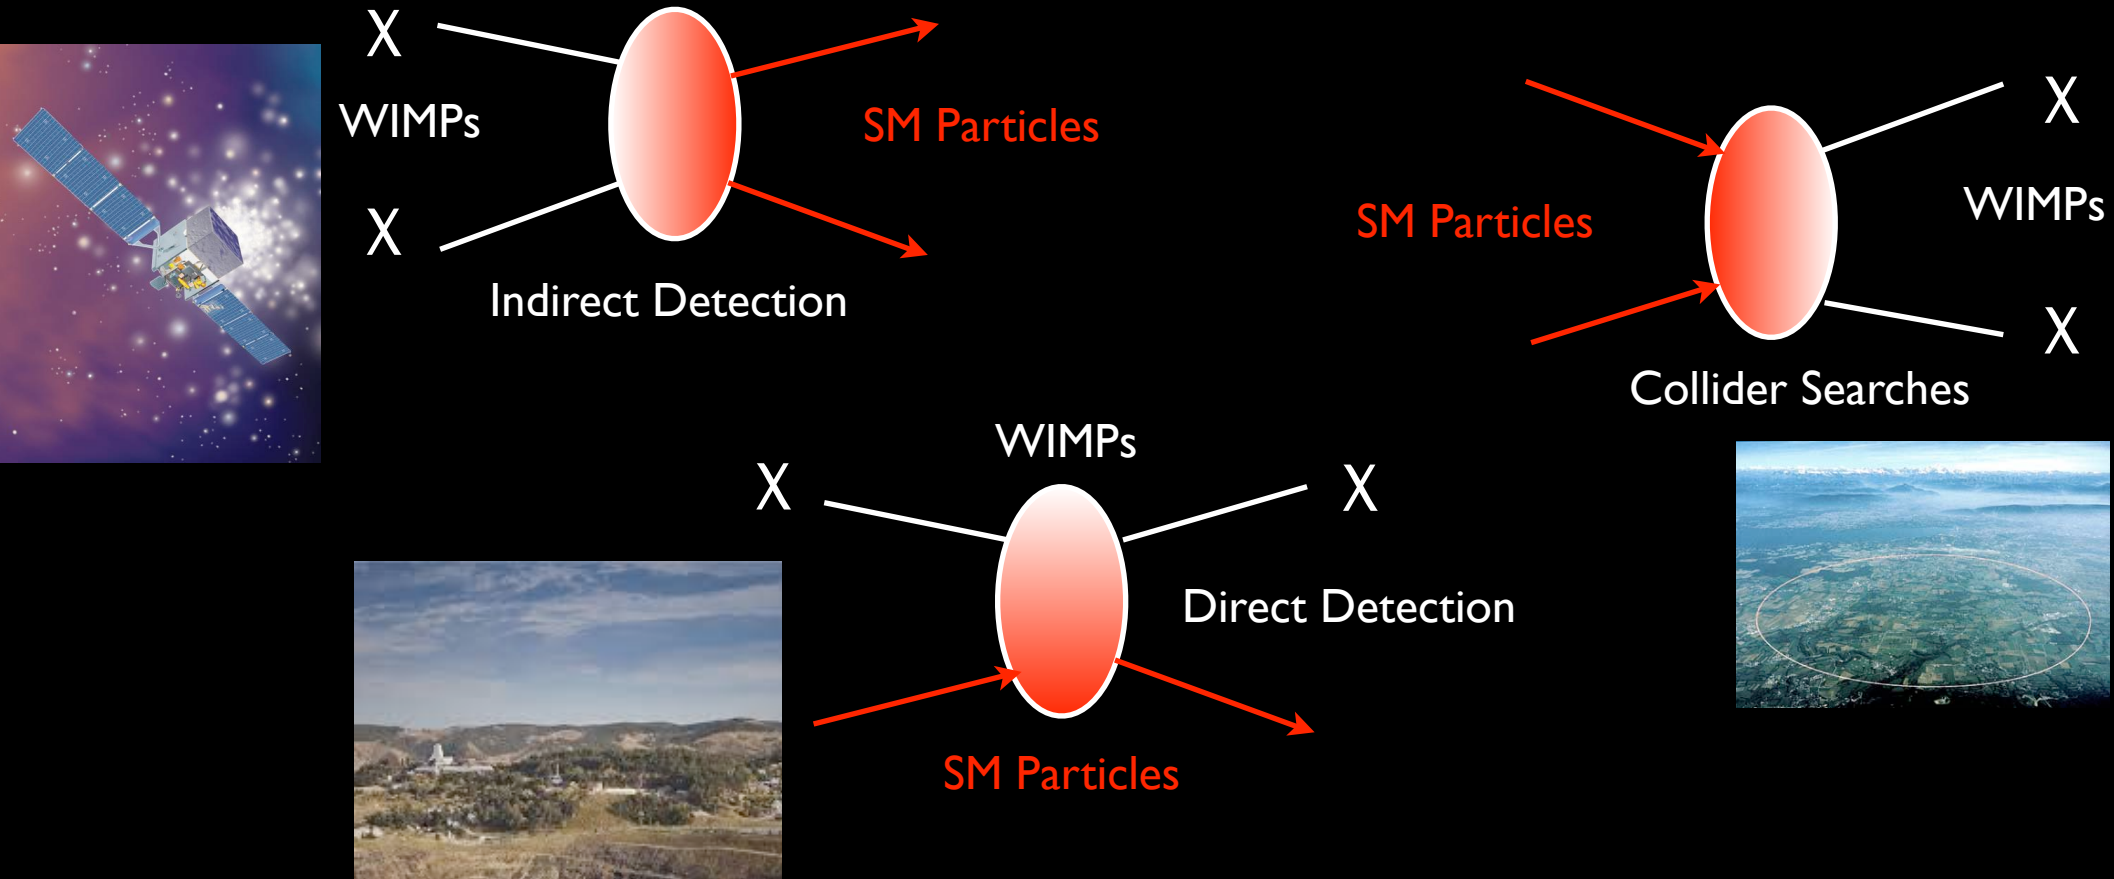 X
WIMPs
SM Particles
X
Indirect Detection
X
SM Particles
WIMPs
X
Collider Searches
WIMPs
X
X
Direct Detection
SM Particles